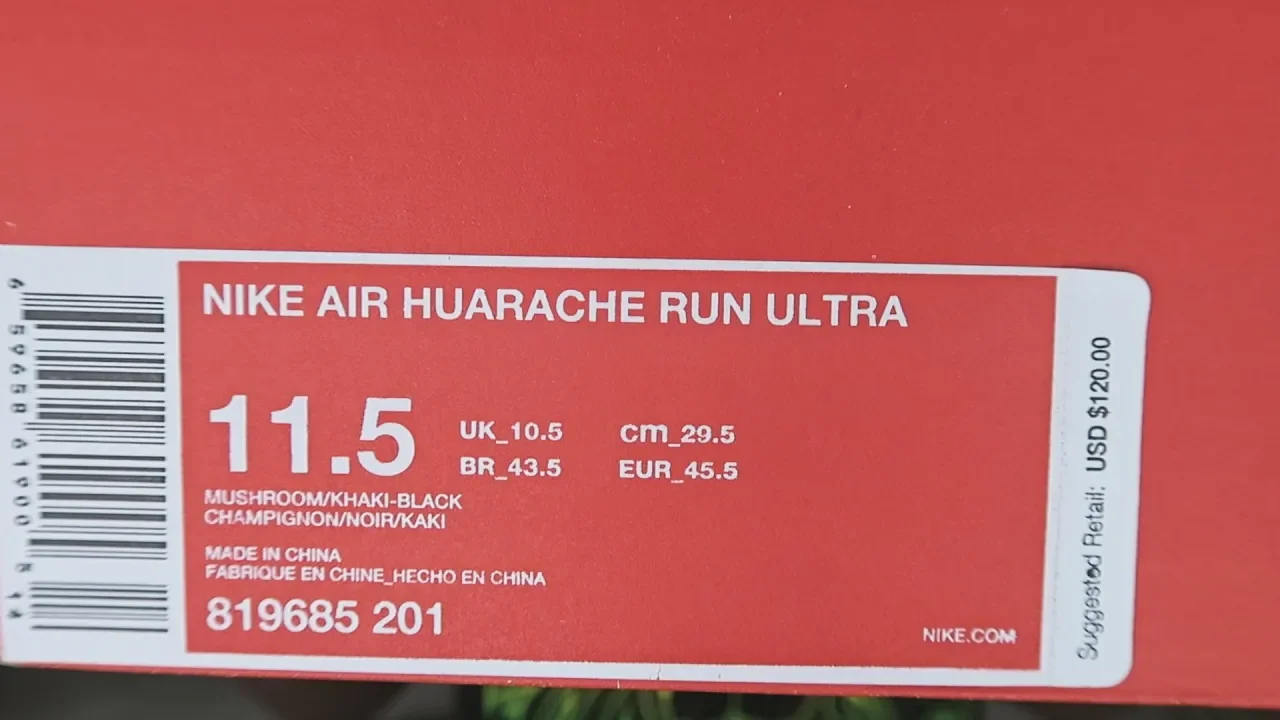 NIKE AIR HUARACHE RUN ULTRA
11.5
UK_10.5 cm_29.5
BR_43.5 EUR_45.5
MUSHROOM/KHAKI-BLACK
CHAMPIGNON/NOIR/KAKI
MADE IN CHINA
FABRIQUE EN CHINE_HECHO EN CHINA
819685 201
NIKE.COM
Suggested Retail: USD $120.00